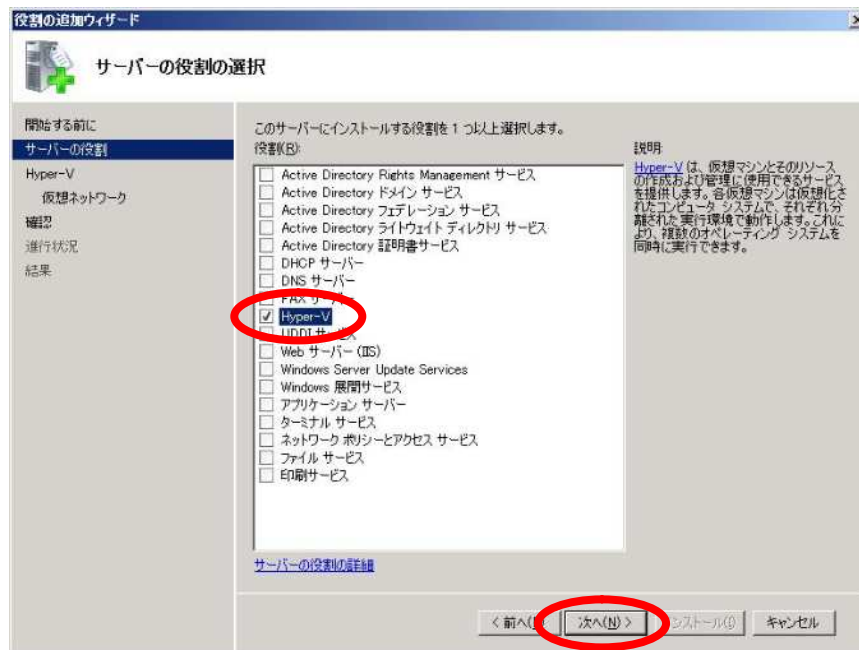 役割の追加ウィザード
サーバーの役割の選択
開始する前に
サーバーの役割
Hyper-V
仮想ネットワーク
確認
進行状況
結果
このサーバーにインストールする役割を 1 つ以上選択します。
役割(R):
Active Directory Rights Management サービス
Active Directory ドメイン サービス
Active Directory フェデレーション サービス
Active Directory ライトウェイト ディレクトリ サービス
Active Directory 証明書サービス
DHCP サーバー
DNS サーバー
FAX サーバー
Hyper-V
UDDI サービス
Web サーバー (IIS)
Windows Server Update Services
Windows 展開サービス
アプリケーション サーバー
ターミナル サービス
ネットワーク ポリシーとアクセス サービス
ファイル サービス
印刷サービス
サーバーの役割の詳細
説明
Hyper-V は、仮想マシンとそのリソース
の作成および管理に使用できるサービス
を提供します。各仮想マシンは仮想化さ
れたコンピュータ システムで、それぞれ分
離された実行環境で動作します。これに
より、複数のオペレーティング システムを
同時に実行できます。
< 前へ(
次へ(N) >
ンストール(I)
キャンセル